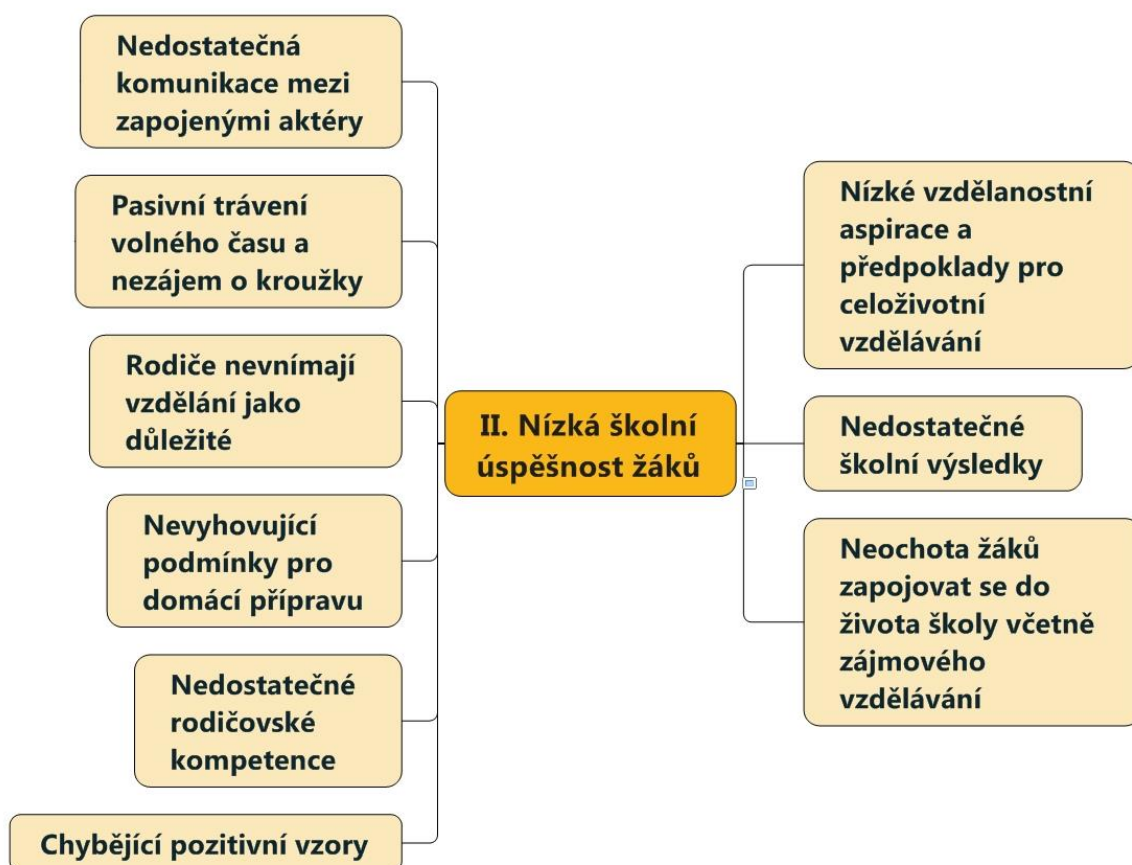 Nedostatečná
komunikace mezi
zapojenými aktéry
Pasivní trávení
volného času a
nezájem o kroužky
Rodiče nevnímají
vzdělání jako
důležité
Nevyhovující
podmínky pro
domácí přípravu
Nedostatečné
rodičovské
kompetence
Chybějící pozitivní vzory
II. Nízká školní
úspěšnost žáků
Nízké vzdělanostní
aspirace a
předpoklady pro
celoživotní
vzdělávání
Nedostatečné
školní výsledky
Neochota žáků
zapojovat se do
života školy včetně
zájmového
vzdělávání